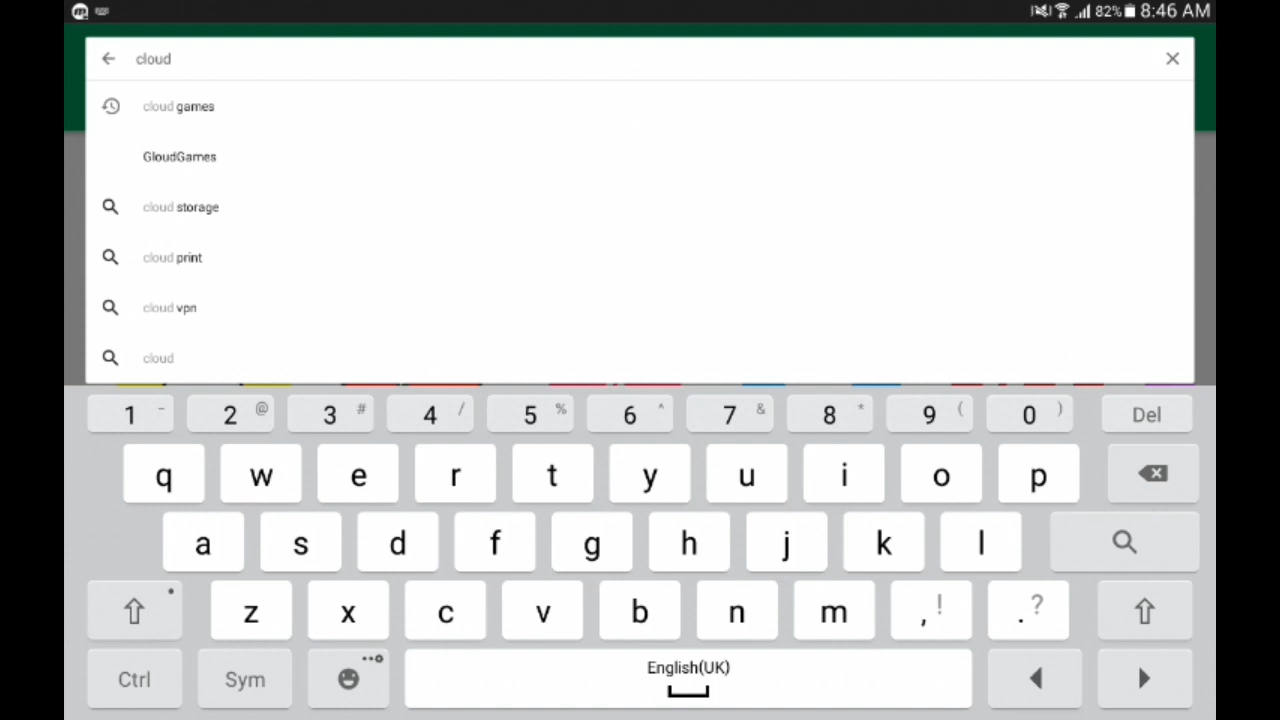 82% 8:46 AM
cloud
cloud games
GloudGames
cloud storage
cloud print
cloud vpn
cloud
1 - 2 @ 3 # 4 / 5 % 6 ^ 7 & 8 * 9 ( 0 ) Del
q w e r t y u i o p
a s d f g h j k l
z x c v b n m , ! . ?
Ctrl Sym English(UK)